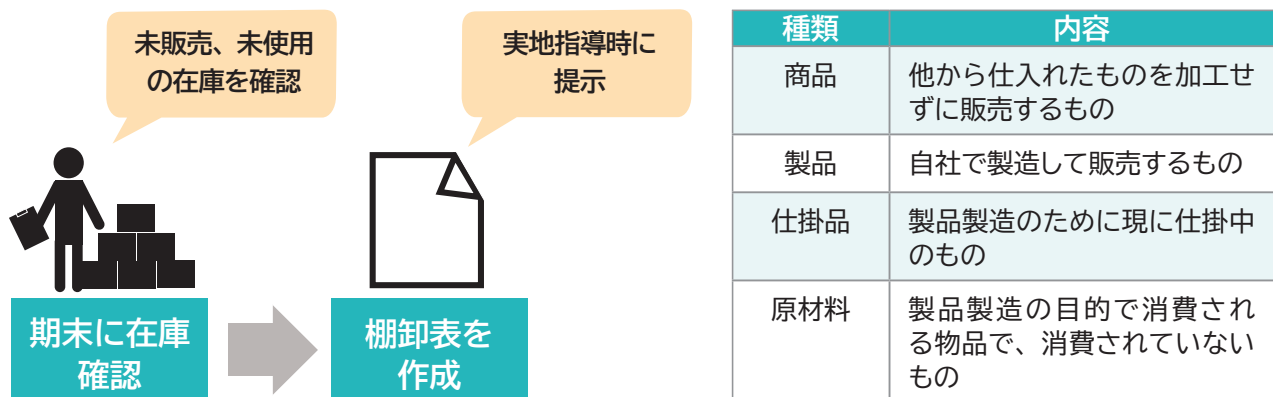 未販売、未使用
の在庫を確認
実地指導時に
提示
期末に在庫
確認
棚卸表を
作成
種類 内容
商品 他から仕入れたものを加工せ
ずに販売するもの
製品 自社で製造して販売するもの
仕掛品 製品製造のために現に仕掛中
のもの
原材料 製品製造の目的で消費され
る物品で、消費されていない
もの